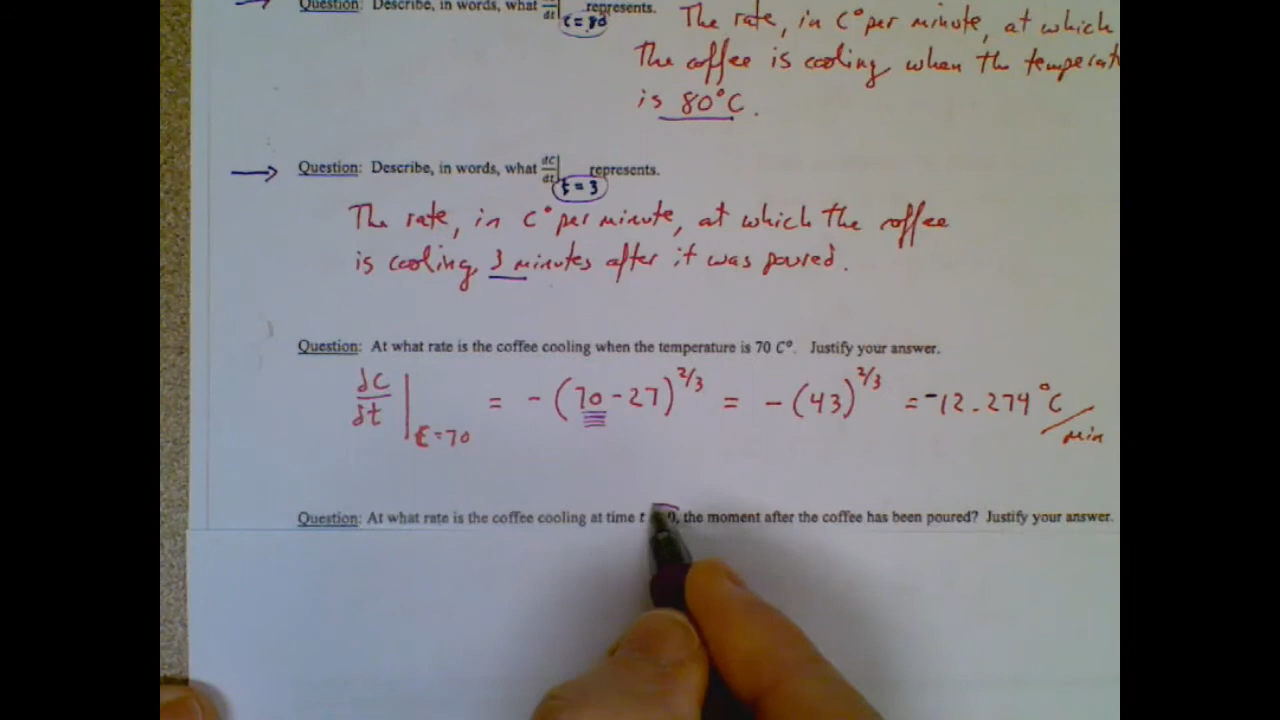 Question: Describe, in words, what dC/dt| represents. The rate, in C° per minute, at which
C = 80 the coffee is cooling when the
is 80°C.
Question: Describe, in words, what dC/dt| represents.
t = 3
The rate, in C° per minute, at which the coffee
is cooling, 3 minutes after it was poured.
Question: At what rate is the coffee cooling when the temperature is 70 C°. Justify your answer.
dC/dt | C=70 = -(70-27)^2/3 = -(43)^2/3 = -12.274 °C/min
Question: At what rate is the coffee cooling at time t 0, the moment after the coffee has been poured? Justify your answer.